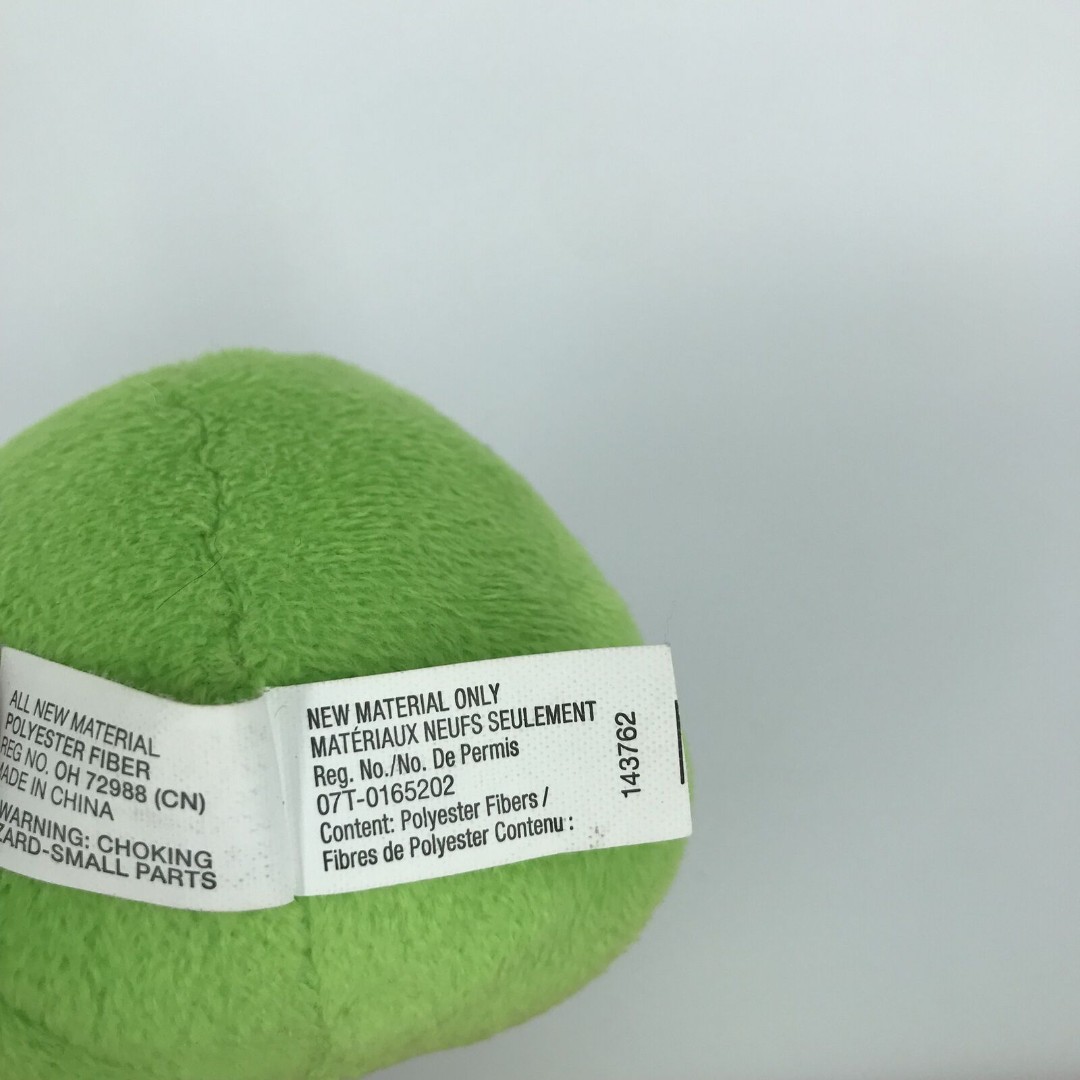 ALL NEW MATERIAL
POLYESTER FIBER
REG NO. OH 72988 (CN)
MADE IN CHINA
WARNING: CHOKING
ZARD-SMALL PARTS
NEW MATERIAL ONLY
MATÉRIAUX NEUFS SEULEMENT
Reg. No./No. De Permis
07T-0165202
Content: Polyester Fibers /
Fibres de Polyester Contenu :
143762